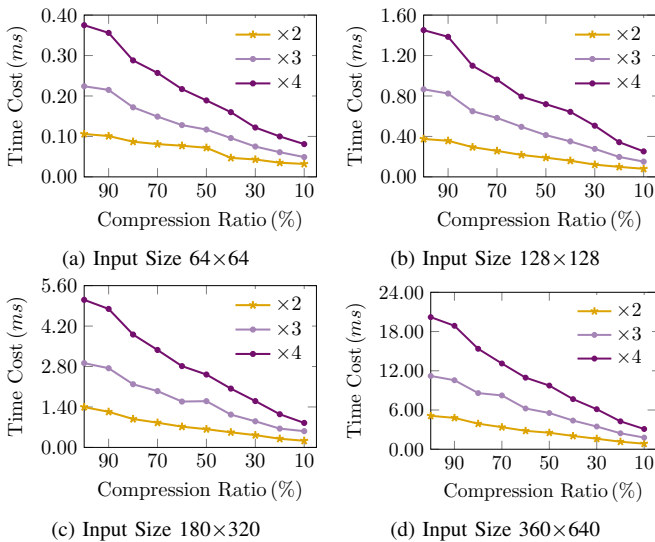 0.40
0.30
0.20
0.10
0.00
Time Cost (ms)
×2
×3
×4
90 70 50 30 10
Compression Ratio (%)
(a) Input Size 64×64
1.60
1.20
0.80
0.40
0.00
Time Cost (ms)
×2
×3
×4
90 70 50 30 10
Compression Ratio (%)
(b) Input Size 128×128
5.60
4.20
2.80
1.40
0.00
Time Cost (ms)
×2
×3
×4
90 70 50 30 10
Compression Ratio (%)
(c) Input Size 180×320
24.00
18.00
12.00
6.00
0.00
Time Cost (ms)
×2
×3
×4
90 70 50 30 10
Compression Ratio (%)
(d) Input Size 360×640